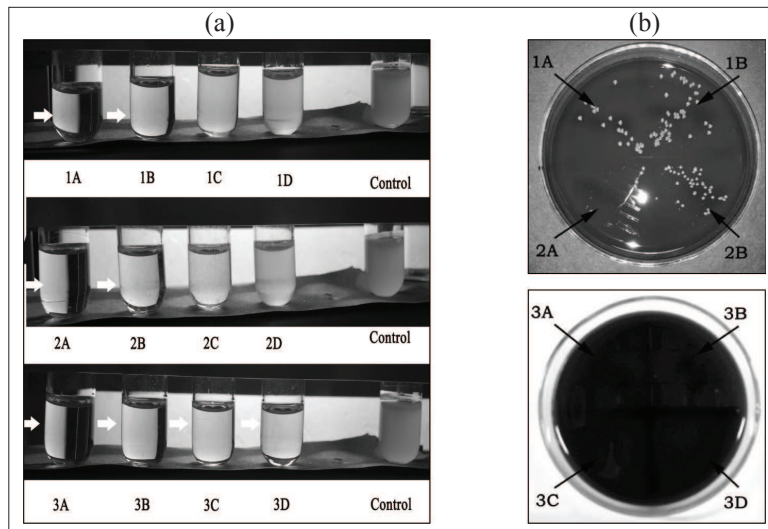 (a)
1A 1B 1C 1D Control
2A 2B 2C 2D Control
3A 3B 3C 3D Control
(b)
1A 1B
2A 2B
3A 3B
3C 3D